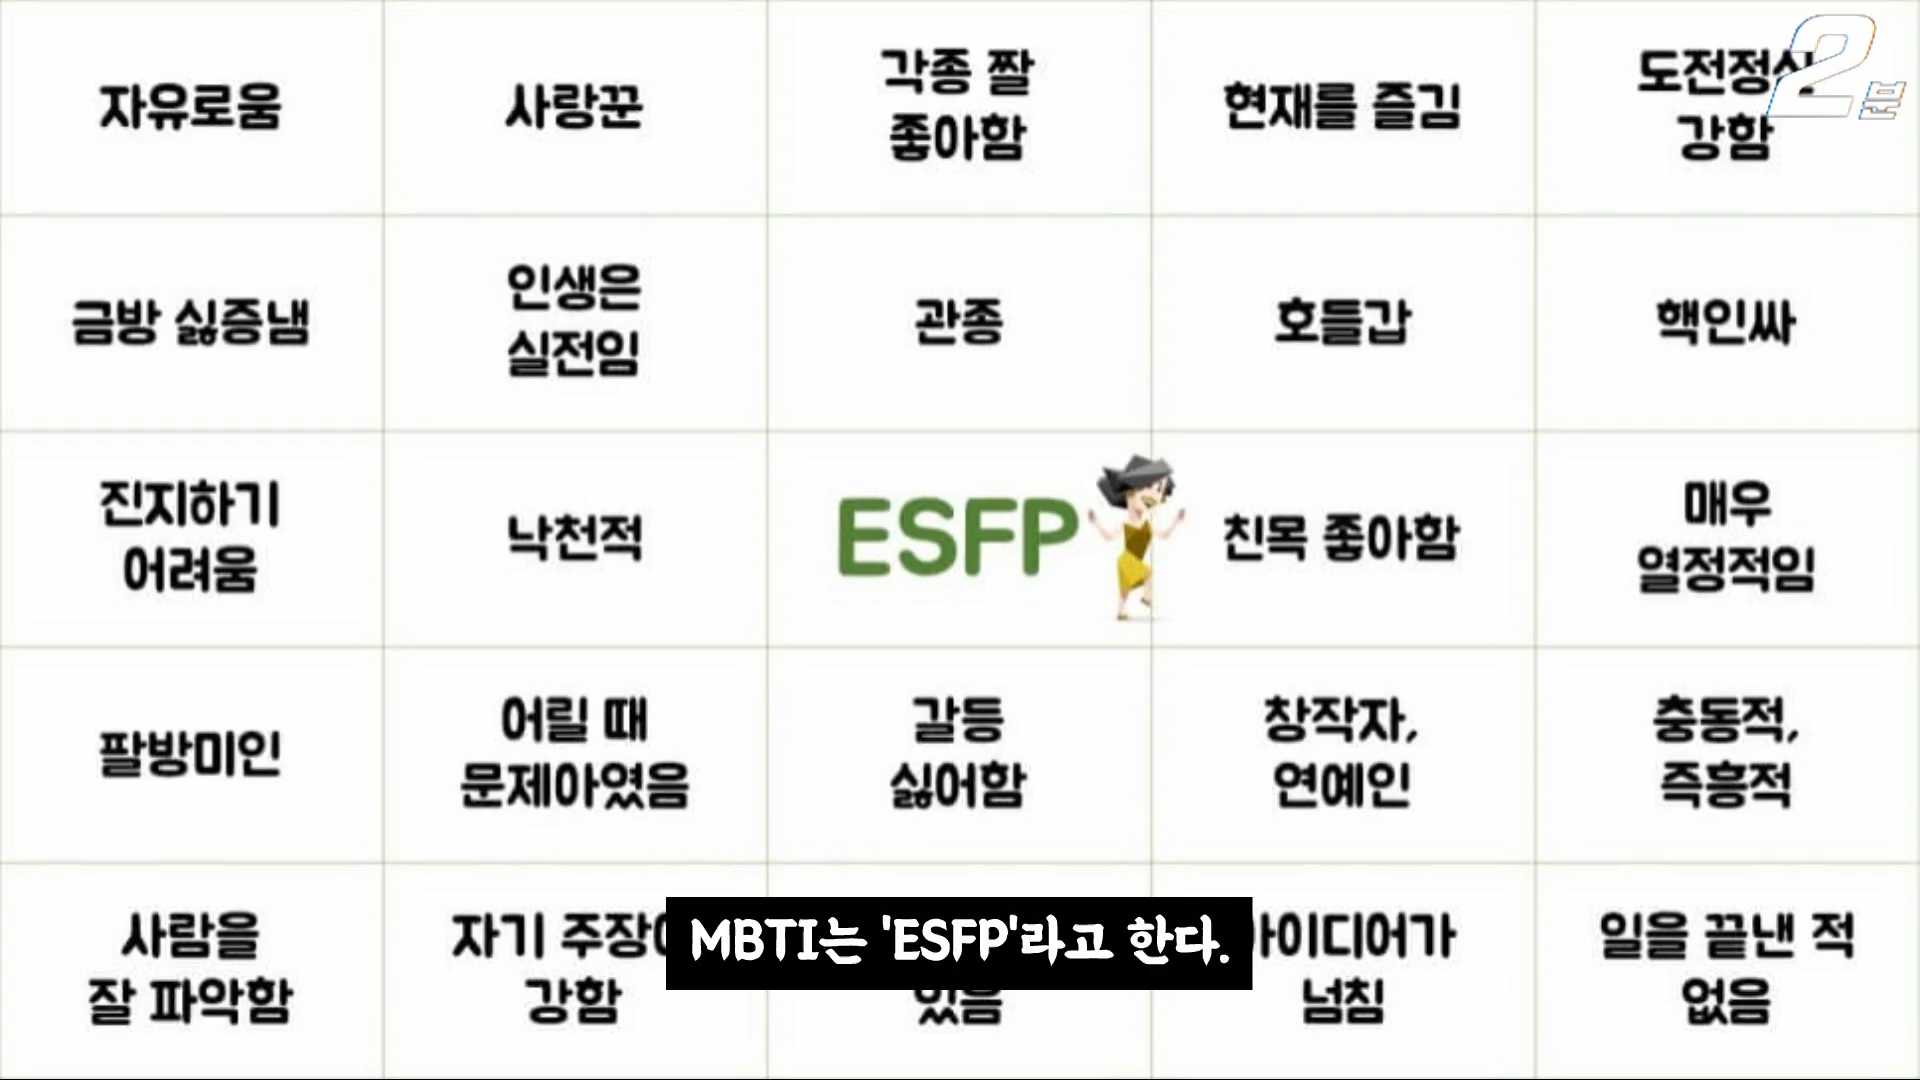 자유로움
사랑꾼
각종 짤
좋아함
현재를 즐김
도전정신
강함
2분
금방 싫증냄
인생은
실전임
관종
호들갑
핵인싸
진지하기
어려움
낙천적
ESFP
친목 좋아함
매우
열정적임
팔방미인
어릴 때
문제아였음
갈등
싫어함
창작자,
연예인
충동적,
즉흥적
사람을
잘 파악함
자기 주장이
강함
있음
아이디어가
넘침
일을 끝낸 적
없음
MBTI는 'ESFP'라고 한다.